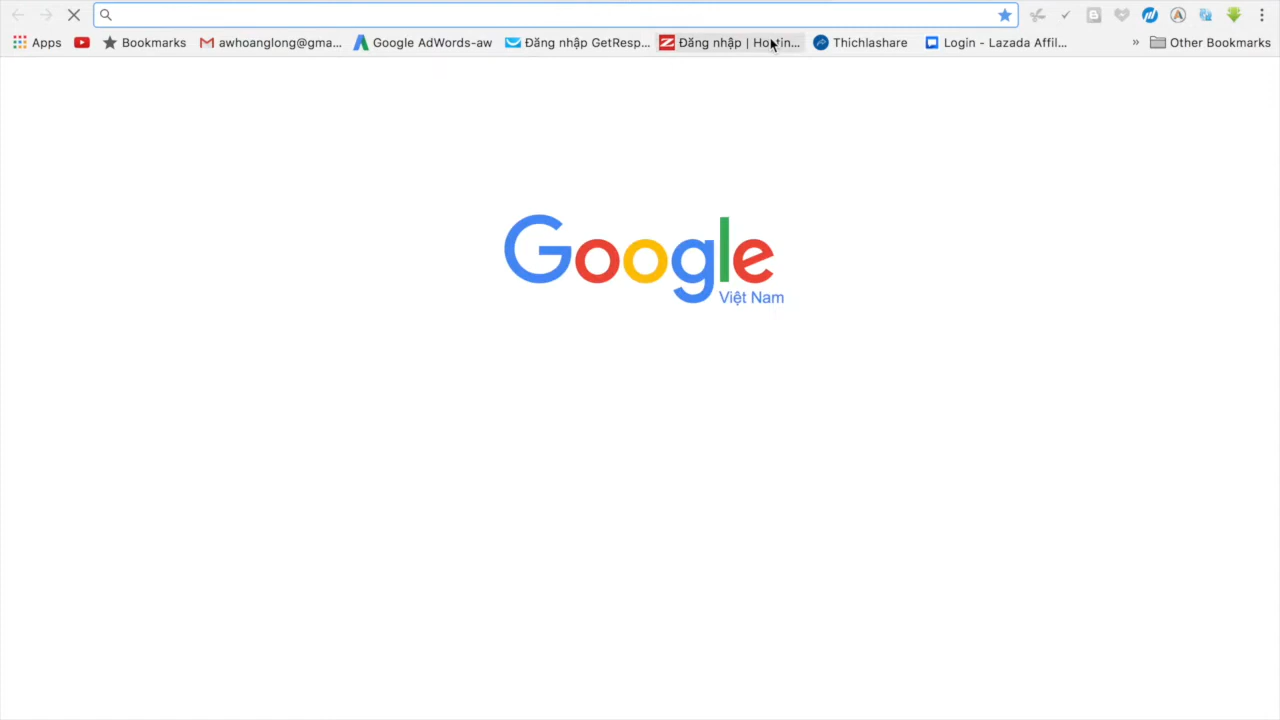 Apps Bookmarks awhoanglong@gma... Google AdWords-aw Đăng nhập GetResp... Đăng nhập | Hostin... Thichlashare Login - Lazada Affil... » Other Bookmarks
Google
Việt Nam